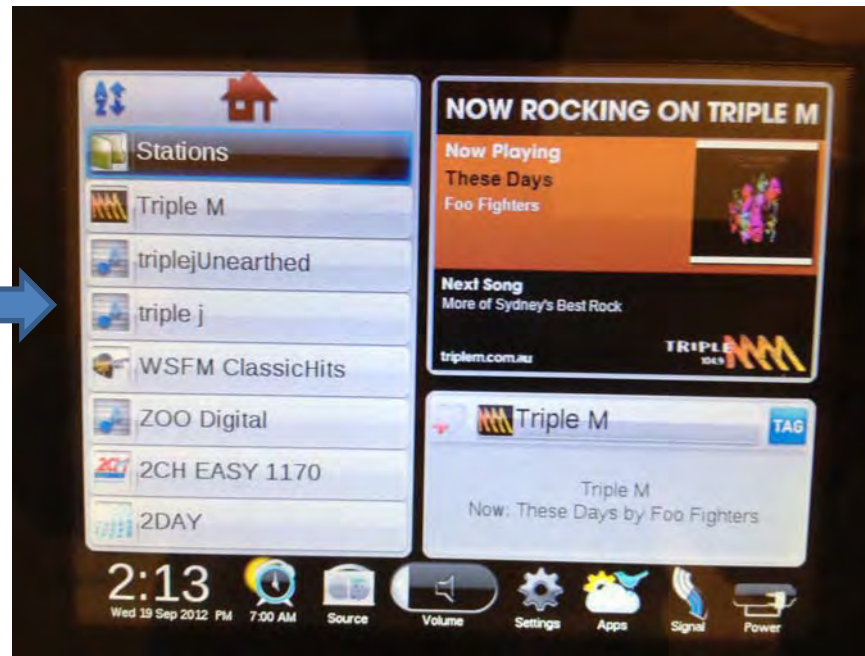 A
Z
Stations
Triple M
triplejUnearthed
triple j
WSFM ClassicHits
ZOO Digital
2CH EASY 1170
2DAY
NOW ROCKING ON TRIPLE M
Now Playing
These Days
Foo Fighters
Next Song
More of Sydney's Best Rock
triplem.com.au
TRIPLE
104.9
Triple M
TAG
Triple M
Now: These Days by Foo Fighters
2:13
Wed 19 Sep 2012 PM
7:00 AM
Source
Volume
Settings
Apps
Signal
Power